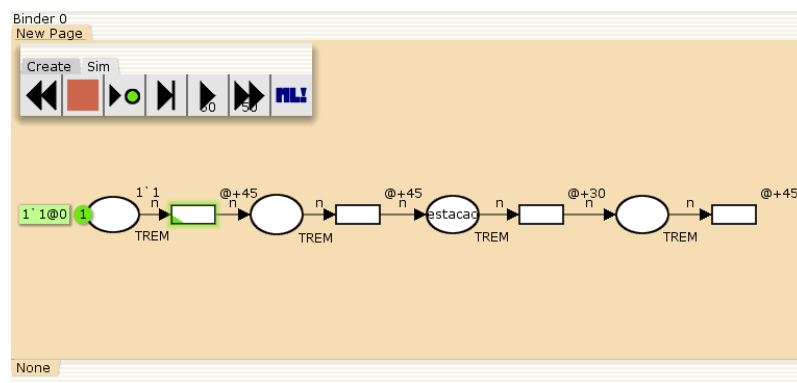 Binder 0
New Page
Create Sim
50 ML!
1`1 @+45 @+45 @+30 @+45
1`1@0 1 n n n n estacao n n n
TREM TREM TREM TREM
None